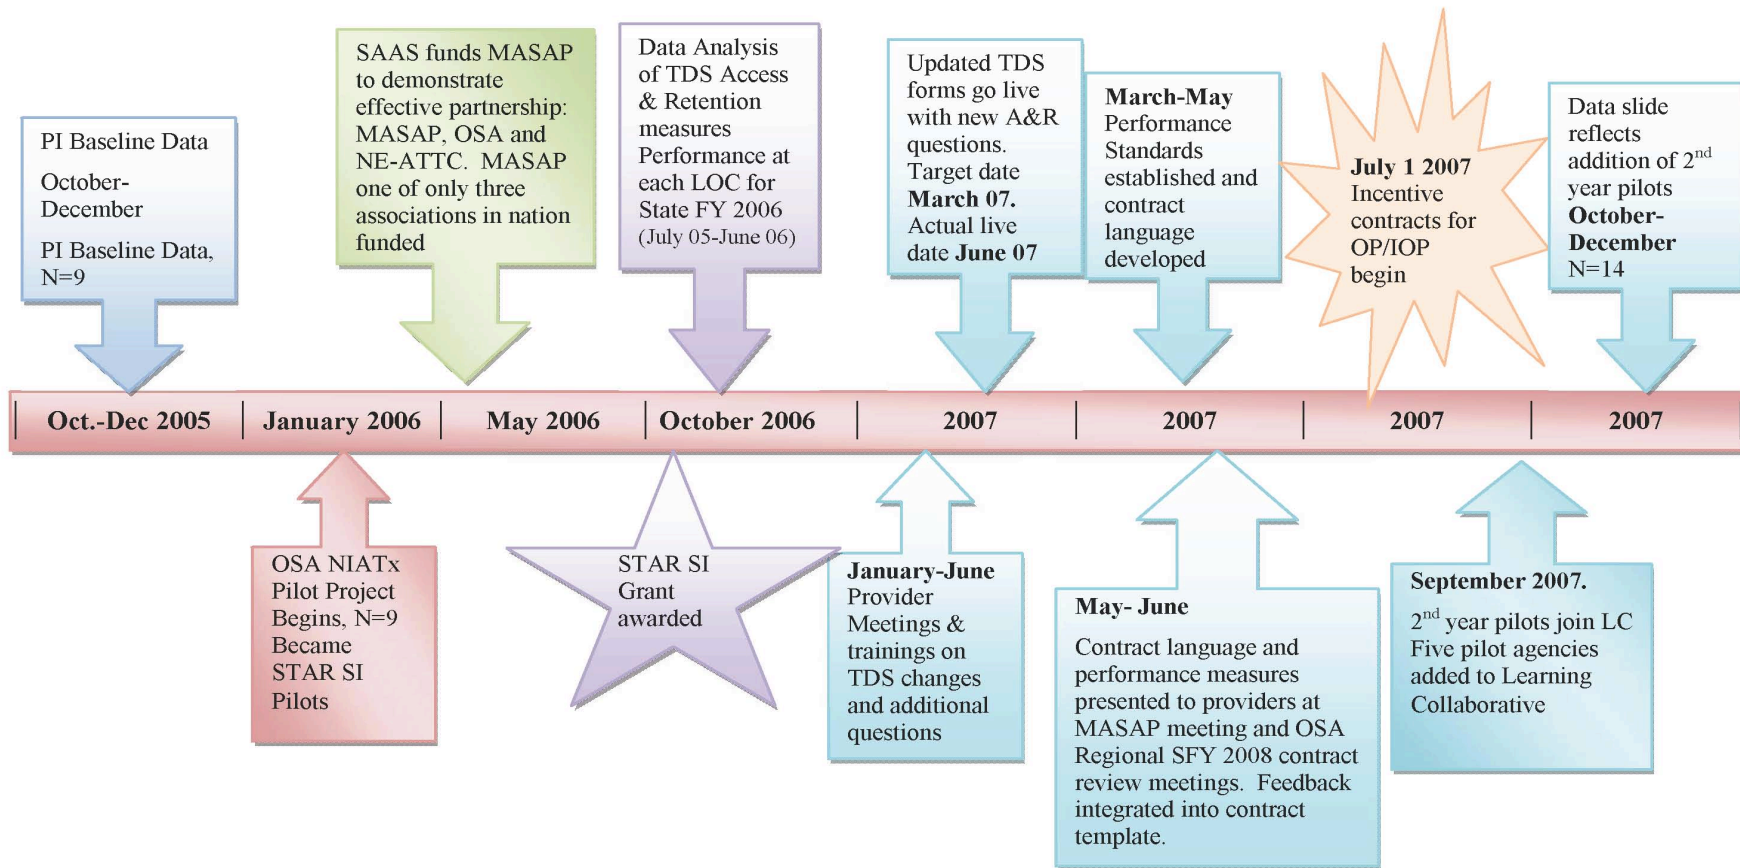 PI Baseline Data
October-
December
PI Baseline Data,
N=9
SAAS funds MASAP
to demonstrate
effective partnership:
MASAP, OSA and
NE-ATTC.  MASAP
one of only three
associations in nation
funded
Data Analysis
of TDS Access
& Retention
measures
Performance at
each LOC for
State FY 2006
(July 05-June 06)
Updated TDS
forms go live
with new A&R
questions.
Target date
March 07.
Actual live
date June 07
March-May
Performance
Standards
established and
contract
language
developed
July 1 2007
Incentive
contracts for
OP/IOP
begin
Data slide
reflects
addition of 2nd
year pilots
October-
December
N=14
Oct.-Dec 2005
January 2006
May 2006
October 2006
2007
2007
2007
2007
OSA NIATx
Pilot Project
Begins, N=9
Became
STAR SI
Pilots
STAR SI
Grant
awarded
January-June
Provider
Meetings &
trainings on
TDS changes
and additional
questions
May- June
Contract language and
performance measures
presented to providers at
MASAP meeting and OSA
Regional SFY 2008 contract
review meetings.  Feedback
integrated into contract
template.
September 2007.
2nd year pilots join LC
Five pilot agencies
added to Learning
Collaborative